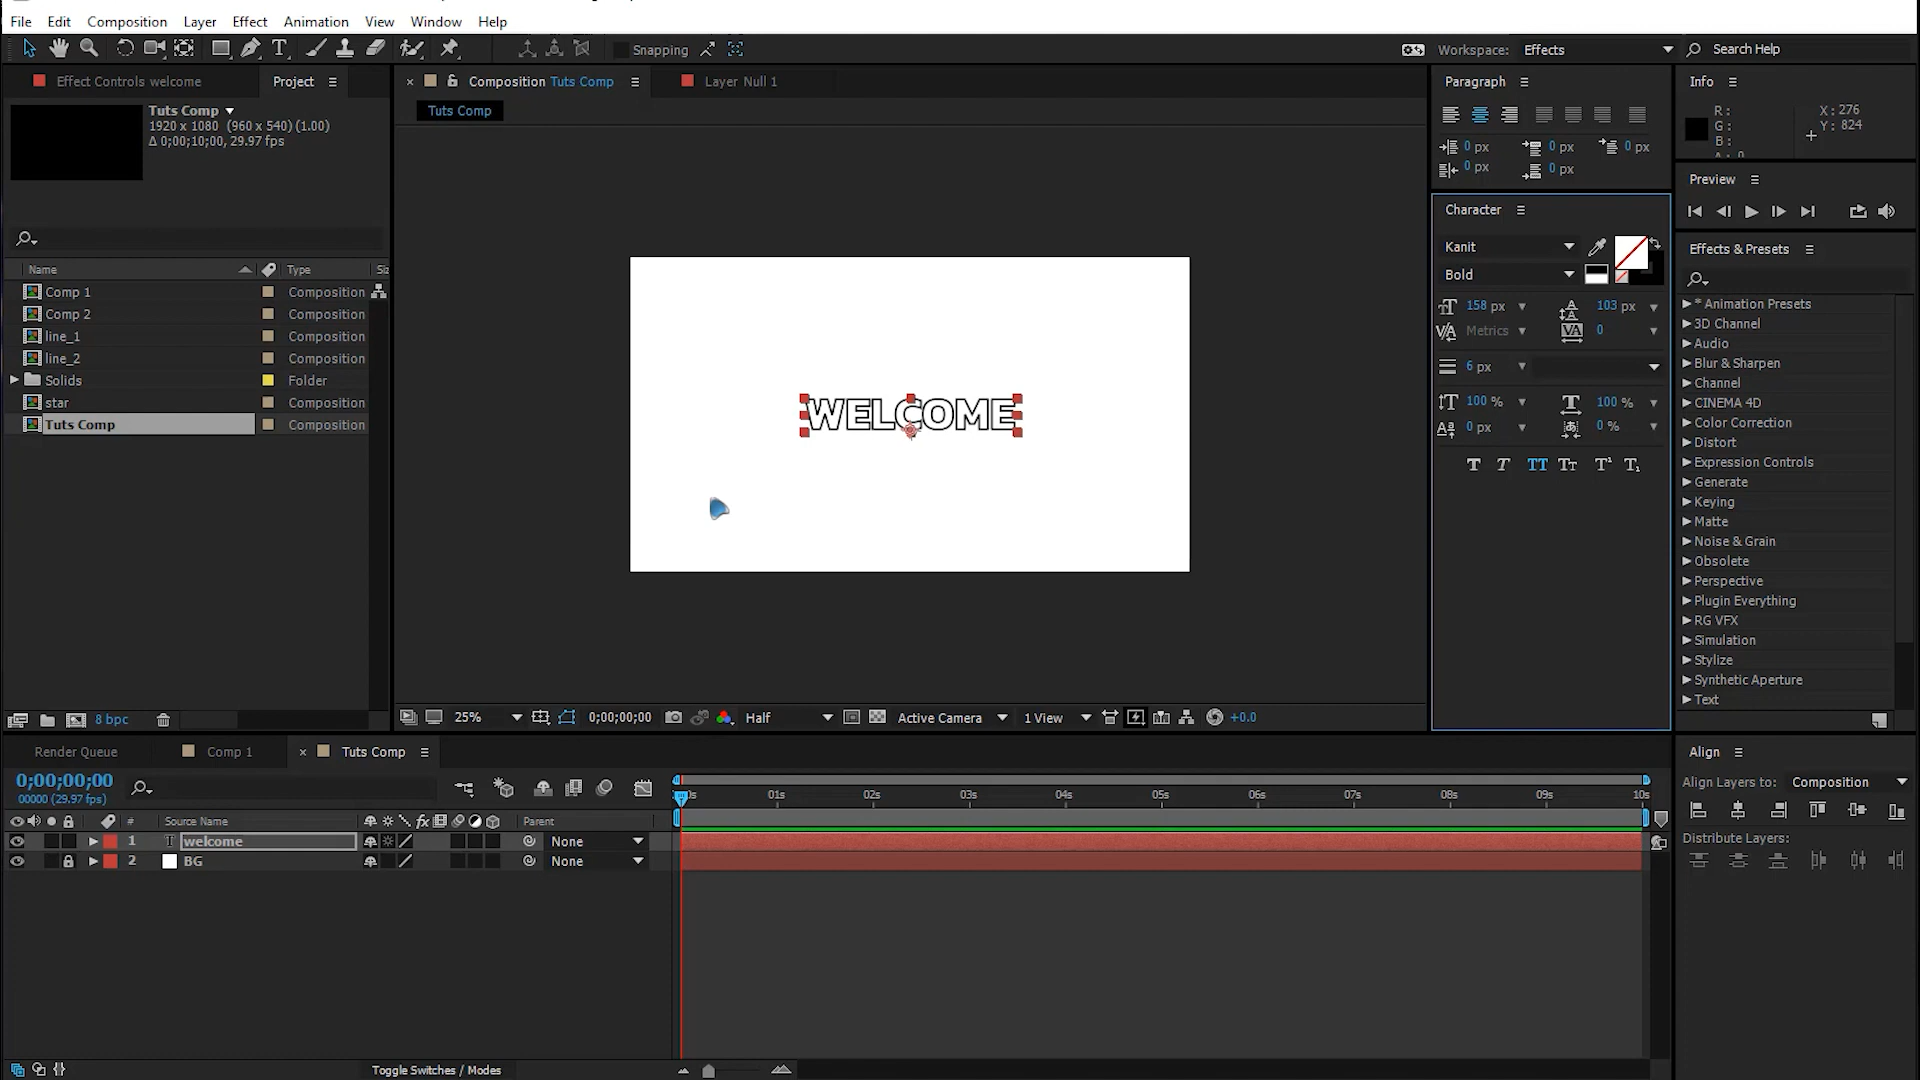 File Edit Composition Layer Effect Animation View Window Help
Snapping
Workspace: Effects
Search Help
Effect Controls welcome
Project
Composition Tuts Comp
Layer Null 1
Paragraph
Info
Tuts Comp
1920 x 1080 (960 x 540) (1.00)
Δ 0;00;10;00, 29.97 fps
Tuts Comp
R :
G :
B :
A : 0
X : 276
Y : 824
0 px 0 px 0 px
0 px 0 px
Preview
Character
Kanit
Bold
158 px 103 px
Metrics 0
6 px
100 % 100 %
0 px 0 %
T T TT Tt T¹ T₁
Effects & Presets
* Animation Presets
3D Channel
Audio
Blur & Sharpen
Channel
CINEMA 4D
Color Correction
Distort
Expression Controls
Generate
Keying
Matte
Noise & Grain
Obsolete
Perspective
Plugin Everything
RG VFX
Simulation
Stylize
Synthetic Aperture
Text
Name Type Siz
Comp 1 Composition
Comp 2 Composition
line_1 Composition
line_2 Composition
Solids Folder
star Composition
Tuts Comp Composition
WELCOME
8 bpc
25% 0;00;00;00 Half Active Camera 1 View +0.0
Render Queue
Comp 1
Tuts Comp
Align
Align Layers to: Composition
Distribute Layers:
0;00;00;00
00000 (29.97 fps)
01s 02s 03s 04s 05s 06s 07s 08s 09s 10s
# Source Name Parent
1 welcome None
2 BG None
Toggle Switches / Modes